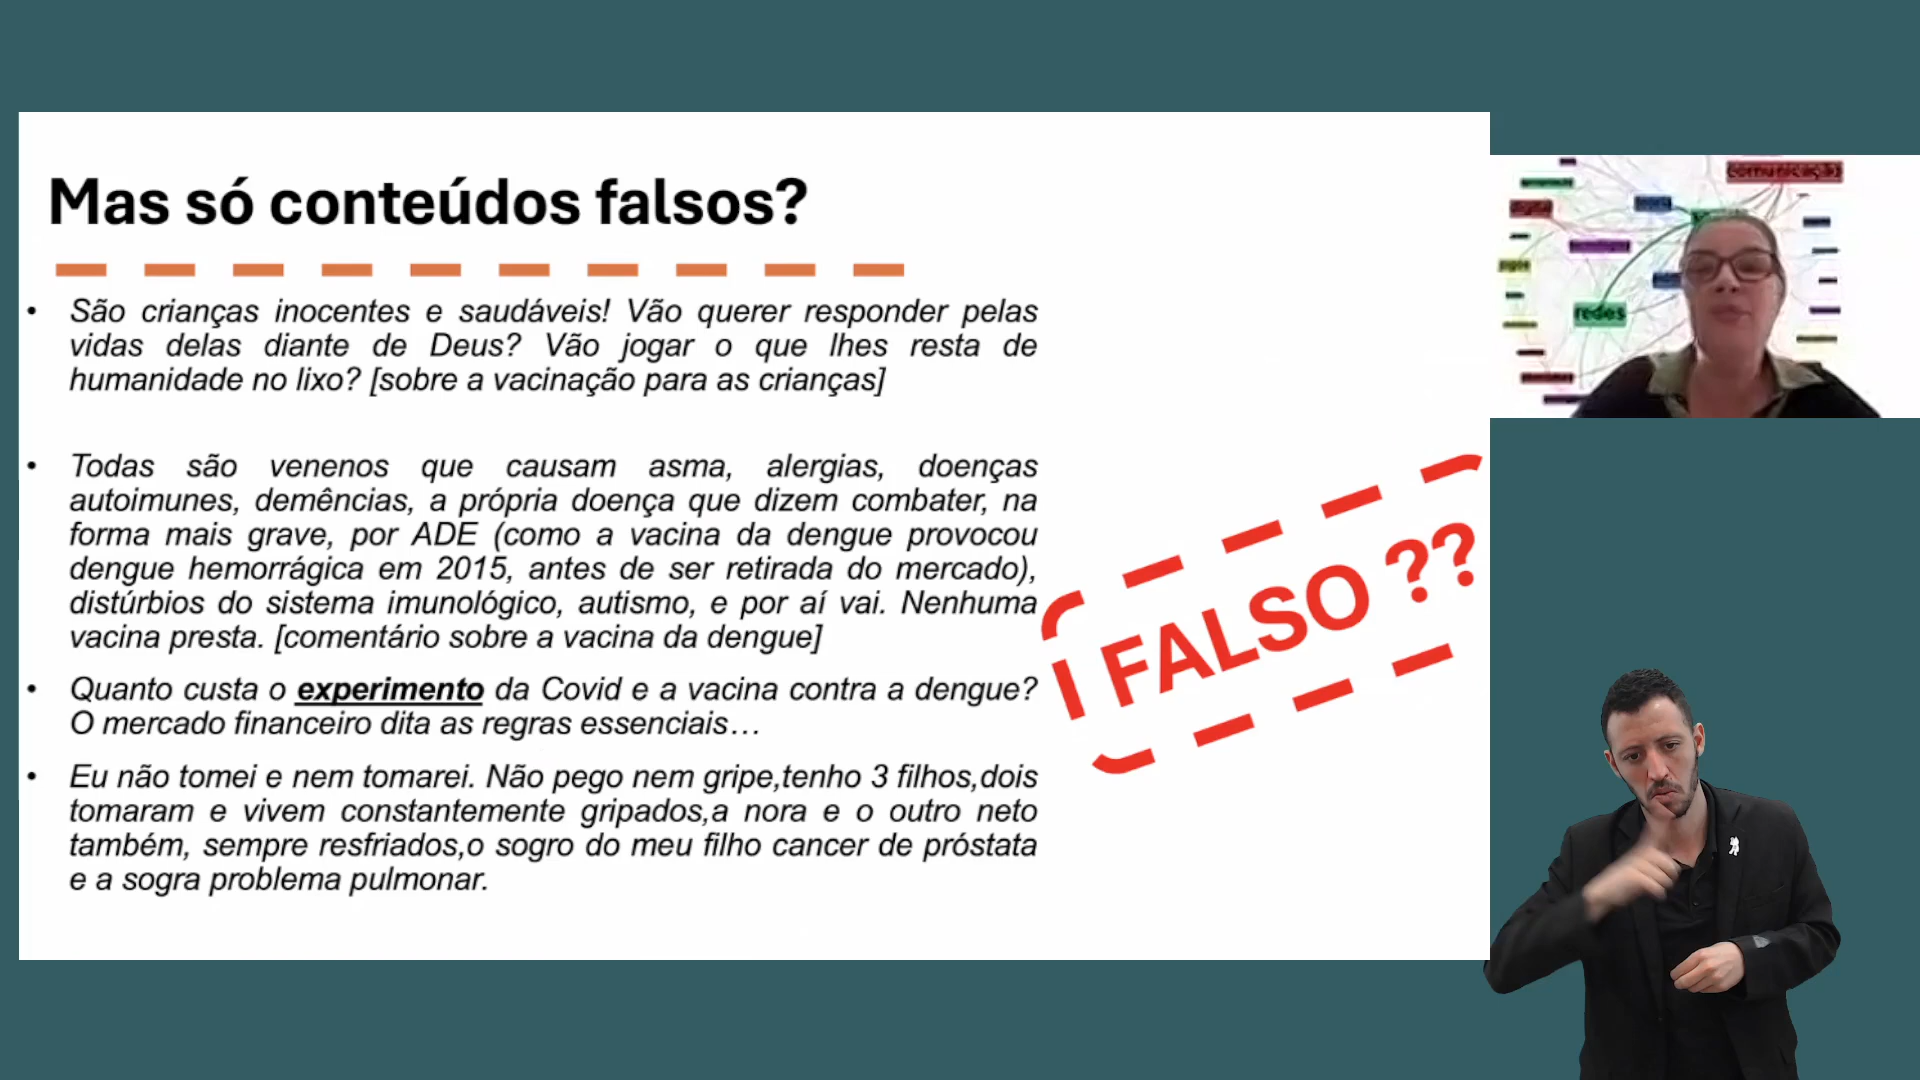 Mas só conteúdos falsos?
• São crianças inocentes e saudáveis! Vão querer responder pelas
vidas delas diante de Deus? Vão jogar o que lhes resta de
humanidade no lixo? [sobre a vacinação para as crianças]
• Todas são venenos que causam asma, alergias, doenças
autoimunes, demências, a própria doença que dizem combater, na
forma mais grave, por ADE (como a vacina da dengue provocou
dengue hemorrágica em 2015, antes de ser retirada do mercado),
distúrbios do sistema imunológico, autismo, e por aí vai. Nenhuma
vacina presta. [comentário sobre a vacina da dengue]
• Quanto custa o experimento da Covid e a vacina contra a dengue?
O mercado financeiro dita as regras essenciais…
• Eu não tomei e nem tomarei. Não pego nem gripe,tenho 3 filhos,dois
tomaram e vivem constantemente gripados,a nora e o outro neto
também, sempre resfriados,o sogro do meu filho cancer de próstata
e a sogra problema pulmonar.
FALSO ??
comunicação
redes